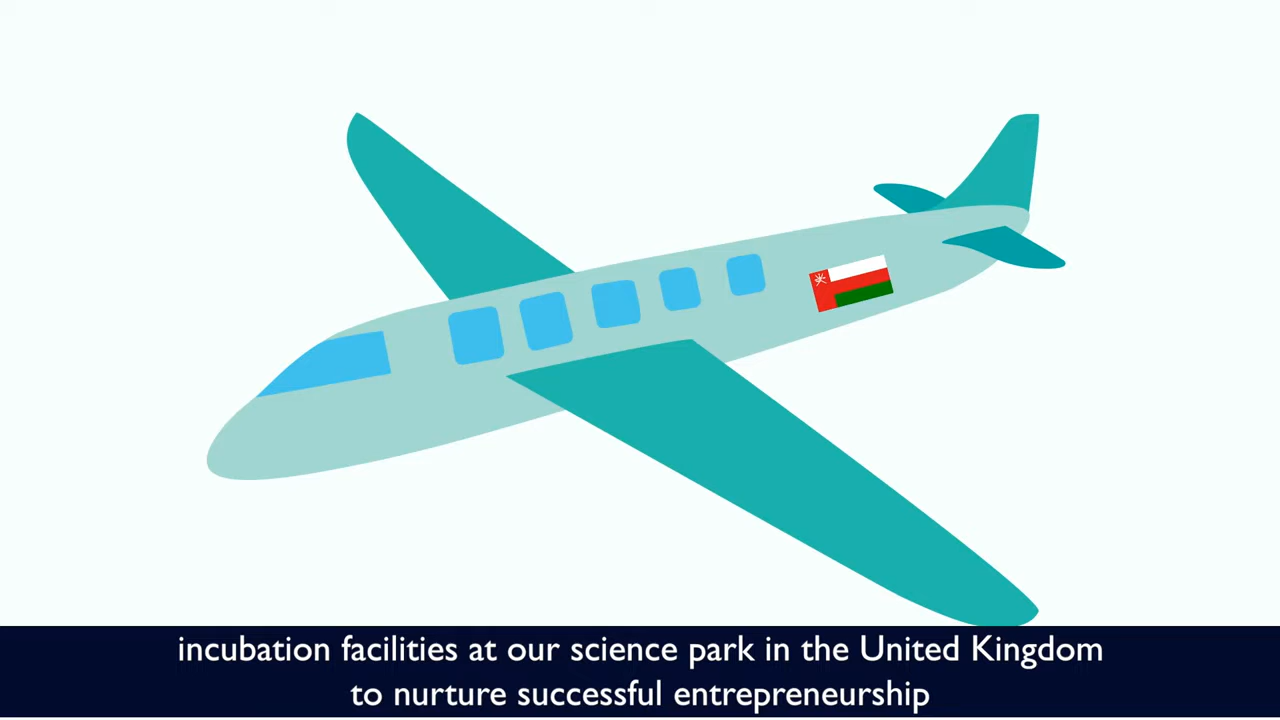 incubation facilities at our science park in the United Kingdom
to nurture successful entrepreneurship